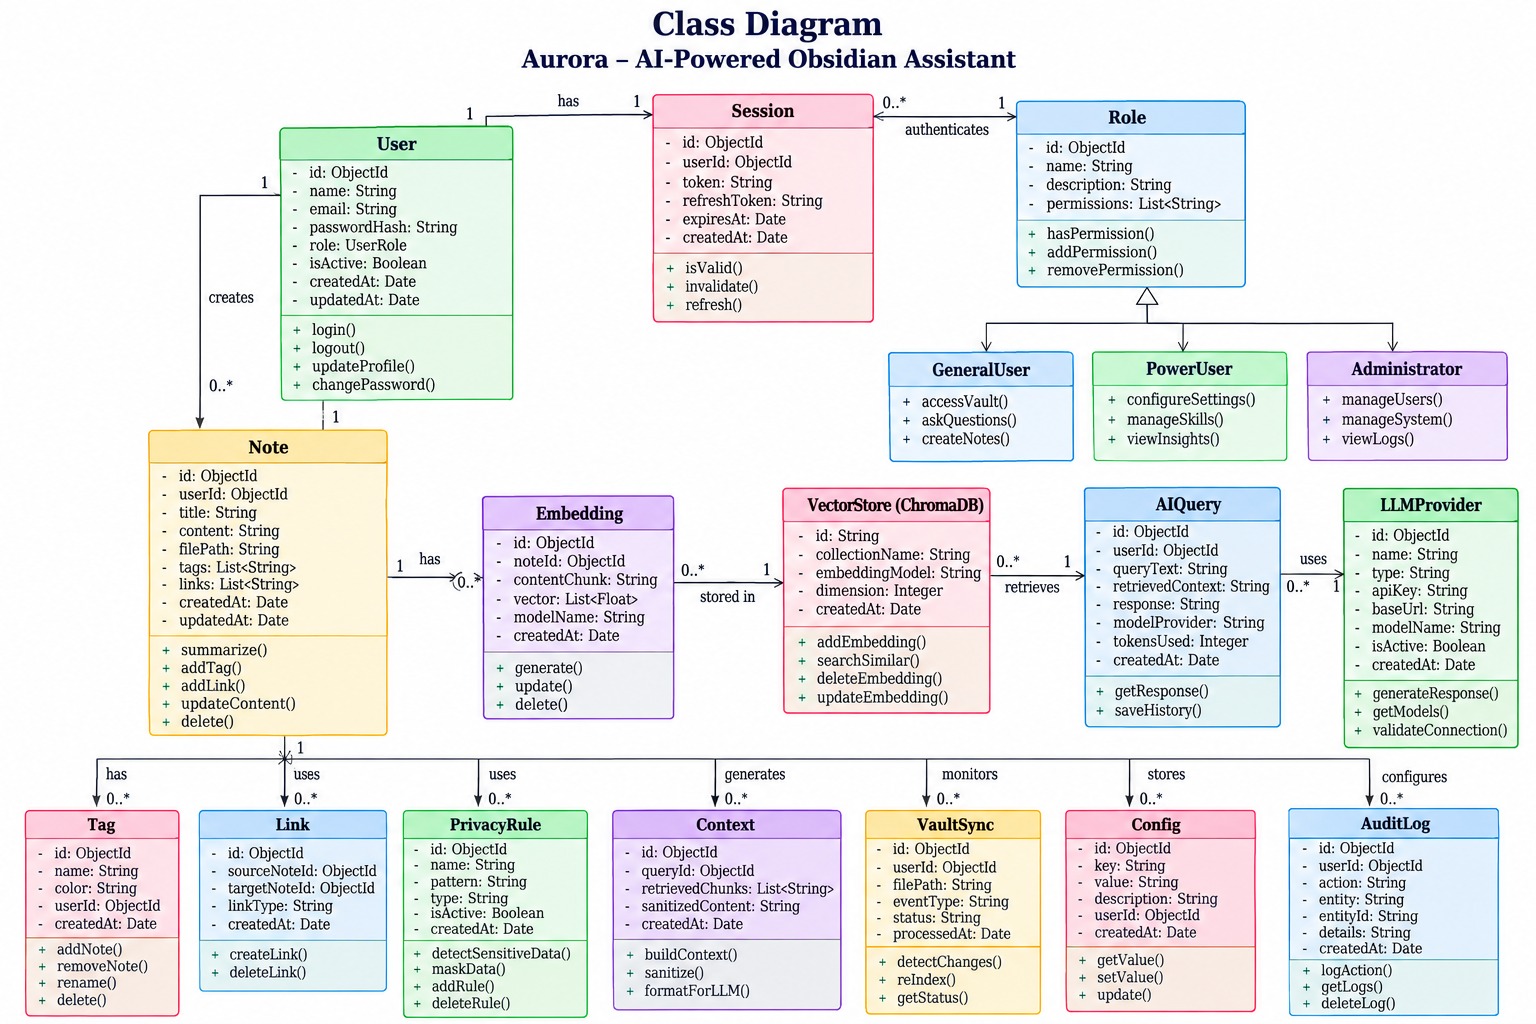 Class Diagram
Aurora – AI-Powered Obsidian Assistant
1
has
1
0..*
1
authenticates
User
- id: ObjectId
- name: String
- email: String
- passwordHash: String
- role: UserRole
- isActive: Boolean
- createdAt: Date
- updatedAt: Date
+ login()
+ logout()
+ updateProfile()
+ changePassword()
Session
- id: ObjectId
- userId: ObjectId
- token: String
- refreshToken: String
- expiresAt: Date
- createdAt: Date
+ isValid()
+ invalidate()
+ refresh()
Role
- id: ObjectId
- name: String
- description: String
- permissions: List<String>
+ hasPermission()
+ addPermission()
+ removePermission()
1
creates
0..*
1
GeneralUser
+ accessVault()
+ askQuestions()
+ createNotes()
PowerUser
+ configureSettings()
+ manageSkills()
+ viewInsights()
Administrator
+ manageUsers()
+ manageSystem()
+ viewLogs()
Note
- id: ObjectId
- userId: ObjectId
- title: String
- content: String
- filePath: String
- tags: List<String>
- links: List<String>
- createdAt: Date
- updatedAt: Date
+ summarize()
+ addTag()
+ addLink()
+ updateContent()
+ delete()
1
has
0..*
Embedding
- id: ObjectId
- noteId: ObjectId
- contentChunk: String
- vector: List<Float>
- modelName: String
- createdAt: Date
+ generate()
+ update()
+ delete()
0..*
1
stored in
VectorStore (ChromaDB)
- id: String
- collectionName: String
- embeddingModel: String
- dimension: Integer
- createdAt: Date
+ addEmbedding()
+ searchSimilar()
+ deleteEmbedding()
+ updateEmbedding()
0..*
1
retrieves
AIQuery
- id: ObjectId
- userId: ObjectId
- queryText: String
- retrievedContext: String
- response: String
- modelProvider: String
- tokensUsed: Integer
- createdAt: Date
+ getResponse()
+ saveHistory()
uses
0..*
1
LLMProvider
- id: ObjectId
- name: String
- type: String
- apiKey: String
- baseUrl: String
- modelName: String
- isActive: Boolean
- createdAt: Date
+ generateResponse()
+ getModels()
+ validateConnection()
1
has
0..*
uses
0..*
uses
0..*
generates
0..*
monitors
0..*
stores
0..*
configures
0..*
Tag
- id: ObjectId
- name: String
- color: String
- userId: ObjectId
- createdAt: Date
+ addNote()
+ removeNote()
+ rename()
+ delete()
Link
- id: ObjectId
- sourceNoteId: ObjectId
- targetNoteId: ObjectId
- linkType: String
- createdAt: Date
+ createLink()
+ deleteLink()
PrivacyRule
- id: ObjectId
- name: String
- pattern: String
- type: String
- isActive: Boolean
- createdAt: Date
+ detectSensitiveData()
+ maskData()
+ addRule()
+ deleteRule()
Context
- id: ObjectId
- queryId: ObjectId
- retrievedChunks: List<String>
- sanitizedContent: String
- createdAt: Date
+ buildContext()
+ sanitize()
+ formatForLLM()
VaultSync
- id: ObjectId
- userId: ObjectId
- filePath: String
- eventType: String
- status: String
- processedAt: Date
+ detectChanges()
+ reIndex()
+ getStatus()
Config
- id: ObjectId
- key: String
- value: String
- description: String
- userId: ObjectId
- createdAt: Date
+ getValue()
+ setValue()
+ update()
AuditLog
- id: ObjectId
- userId: ObjectId
- action: String
- entity: String
- entityId: String
- details: String
- createdAt: Date
+ logAction()
+ getLogs()
+ deleteLog()